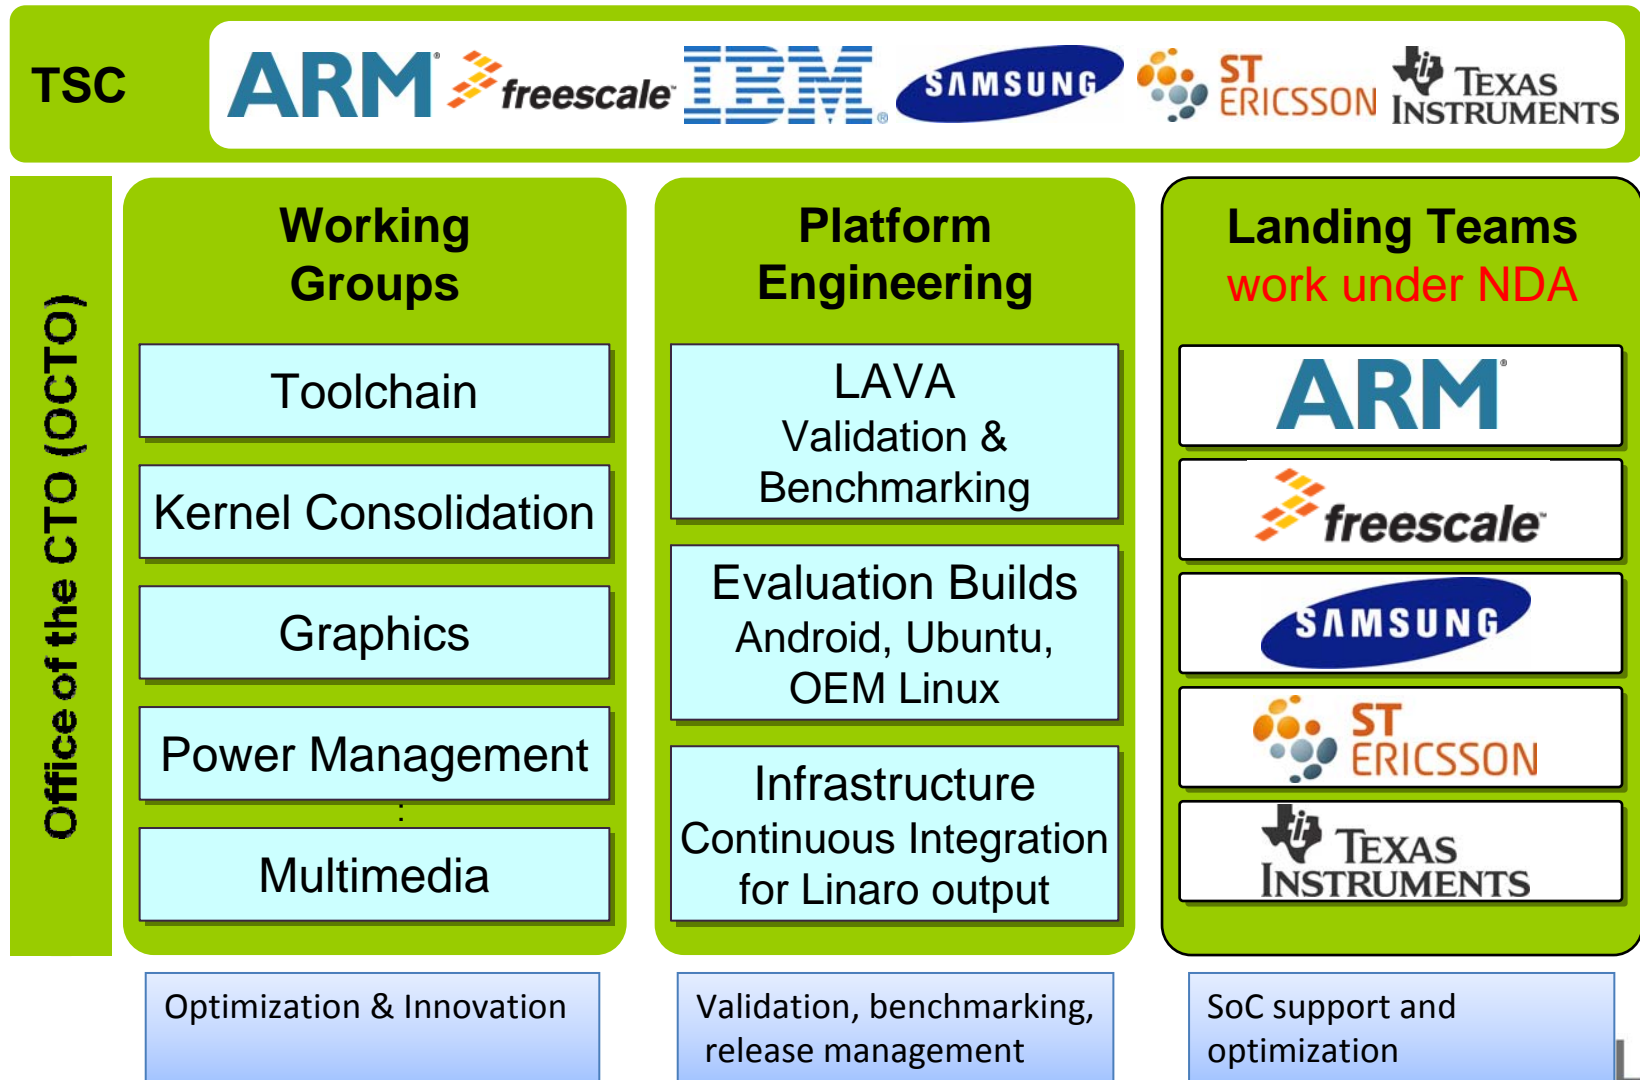 TSC
ARM freescale IBM SAMSUNG ST ERICSSON TEXAS INSTRUMENTS
Office of the CTO (OCTO)
Working
Groups
Toolchain
Kernel Consolidation
Graphics
Power Management
:
Multimedia
Optimization & Innovation
Platform
Engineering
LAVA
Validation &
Benchmarking
Evaluation Builds
Android, Ubuntu,
OEM Linux
Infrastructure
Continuous Integration
for Linaro output
Validation, benchmarking,
release management
Landing Teams
work under NDA
ARM
freescale
SAMSUNG
ST
ERICSSON
TEXAS
INSTRUMENTS
SoC support and
optimization